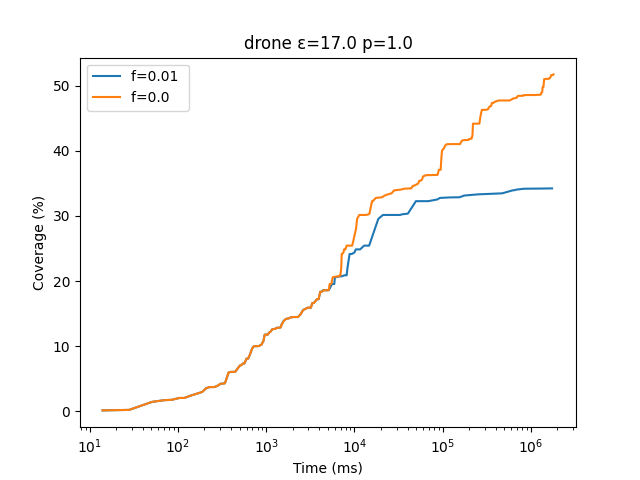 drone ε=17.0 p=1.0
f=0.01
f=0.0
Coverage (%)
50
40
30
20
10
0
10¹ 10² 10³ 10⁴ 10⁵ 10⁶
Time (ms)